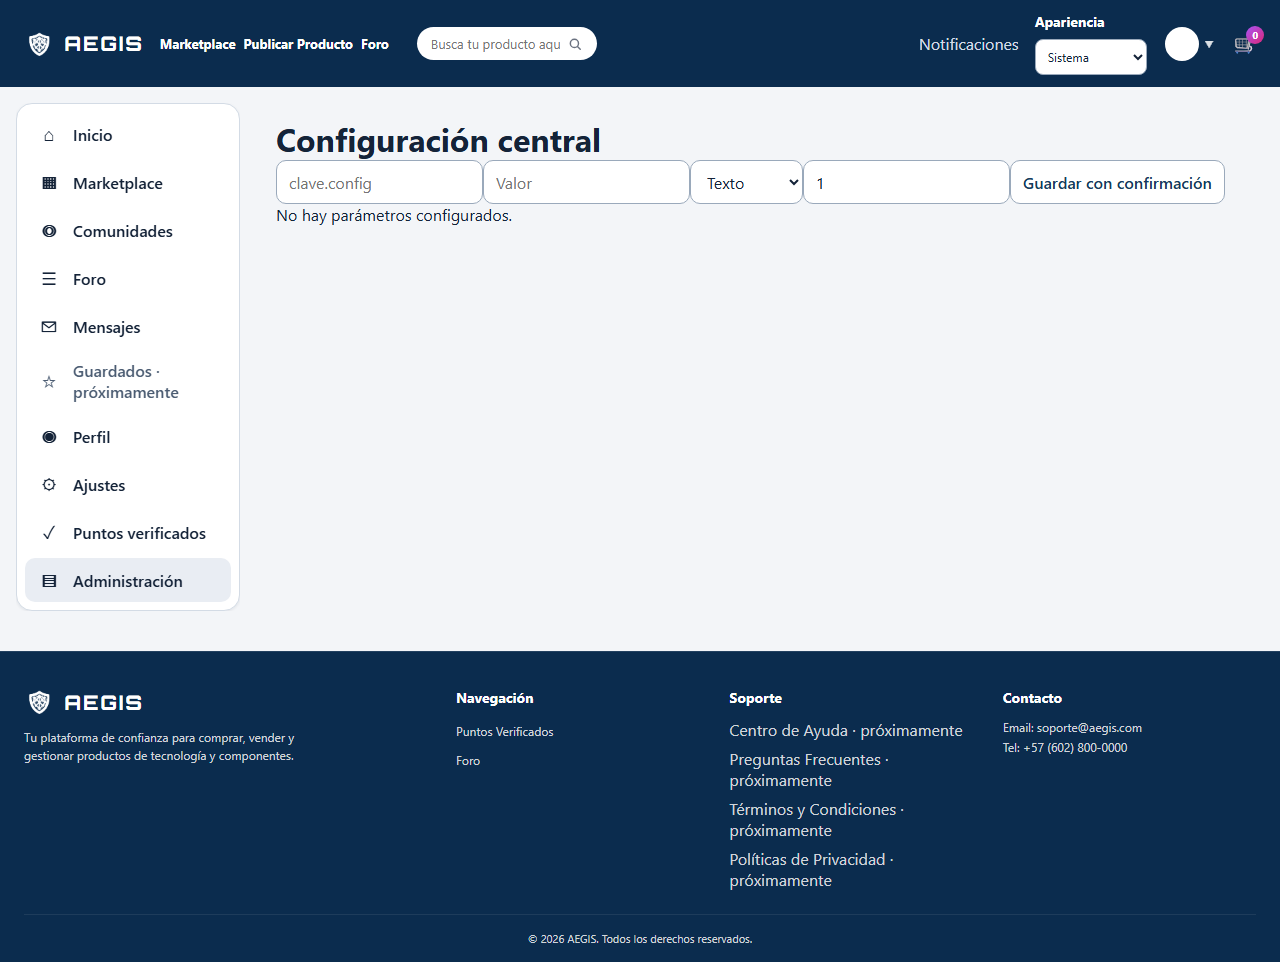 AEGIS
Marketplace Publicar Producto Foro
Busca tu producto aqu
Notificaciones
Apariencia
Sistema
0
Inicio
Marketplace
Comunidades
Foro
Mensajes
Guardados ·
próximamente
Perfil
Ajustes
Puntos verificados
Administración
Configuración central
clave.config
Valor
Texto
1
Guardar con confirmación
No hay parámetros configurados.
AEGIS
Tu plataforma de confianza para comprar, vender y
gestionar productos de tecnología y componentes.
Navegación
Puntos Verificados
Foro
Soporte
Centro de Ayuda · próximamente
Preguntas Frecuentes ·
próximamente
Términos y Condiciones ·
próximamente
Políticas de Privacidad ·
próximamente
Contacto
Email: soporte@aegis.com
Tel: +57 (602) 800-0000
© 2026 AEGIS. Todos los derechos reservados.